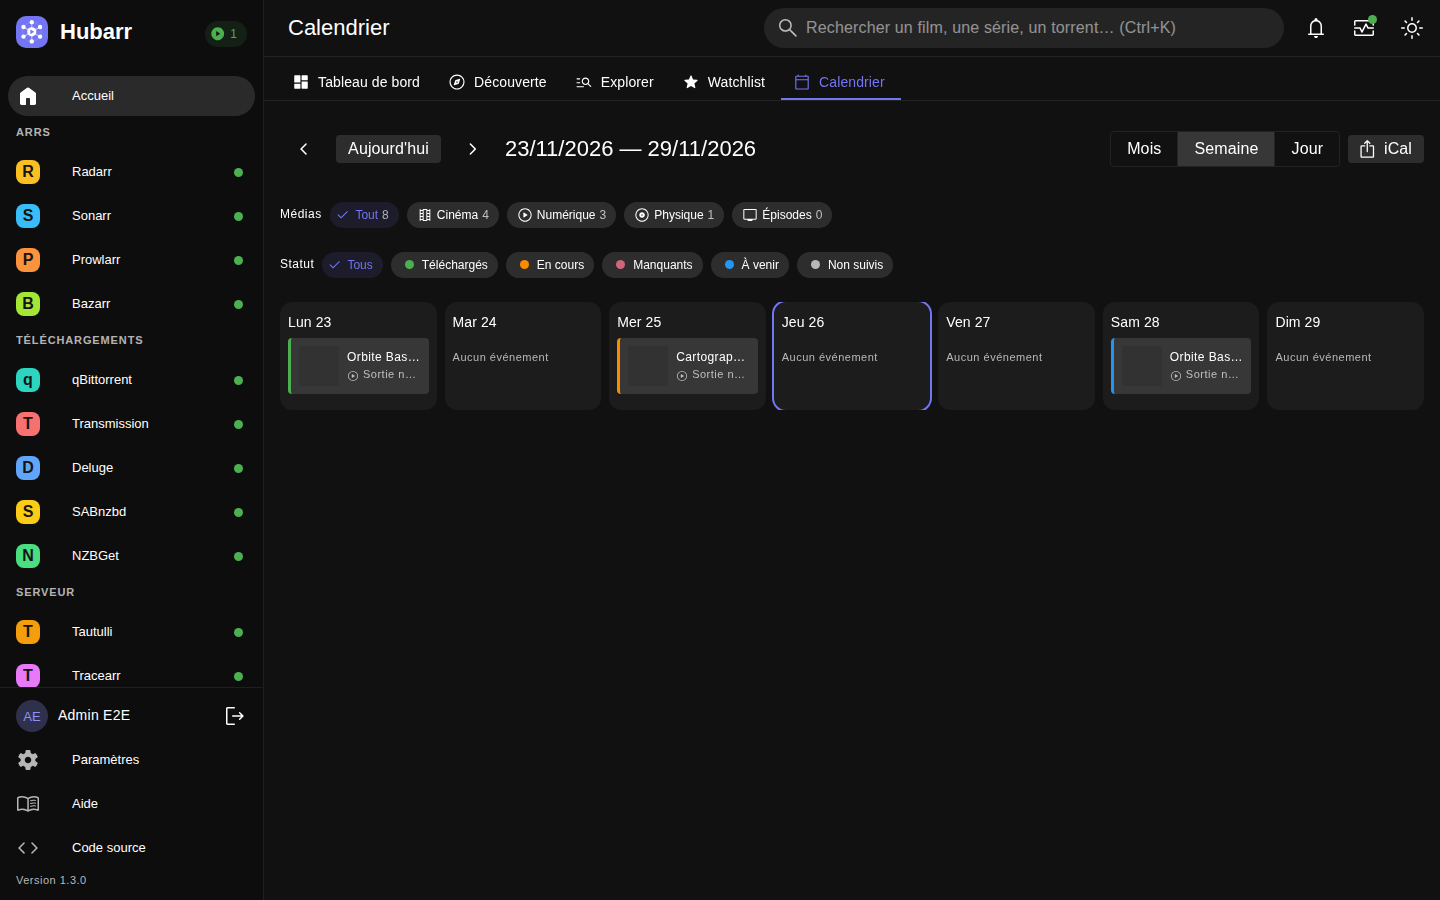 Hubarr
1
Accueil
ARRS
R Radarr
S Sonarr
P Prowlarr
B Bazarr
TÉLÉCHARGEMENTS
q qBittorrent
T Transmission
D Deluge
S SABnzbd
N NZBGet
SERVEUR
T Tautulli
T Tracearr
AE Admin E2E
Paramètres
Aide
Code source
Version 1.3.0
Calendrier
Rechercher un film, une série, un torrent… (Ctrl+K)
Tableau de bord Découverte Explorer Watchlist Calendrier
Aujourd'hui 23/11/2026 — 29/11/2026 Mois Semaine Jour iCal
Médias Tout 8 Cinéma 4 Numérique 3 Physique 1 Épisodes 0
Statut Tous Téléchargés En cours Manquants À venir Non suivis
Lun 23
Orbite Bas…
Sortie n…
Mar 24
Aucun événement
Mer 25
Cartograp…
Sortie n…
Jeu 26
Aucun événement
Ven 27
Aucun événement
Sam 28
Orbite Bas…
Sortie n…
Dim 29
Aucun événement